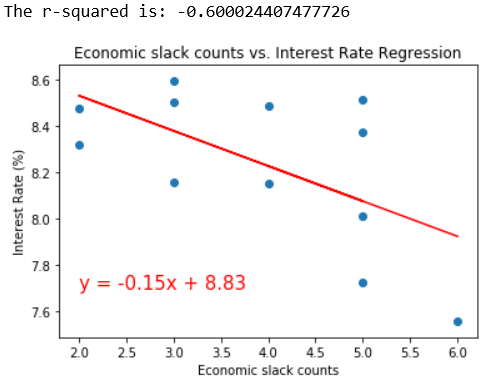 The r-squared is: -0.600024407477726
Economic slack counts vs. Interest Rate Regression
8.6
8.4
8.2
8.0
7.8
7.6
Interest Rate (%)
y = -0.15x + 8.83
2.0 2.5 3.0 3.5 4.0 4.5 5.0 5.5 6.0
Economic slack counts